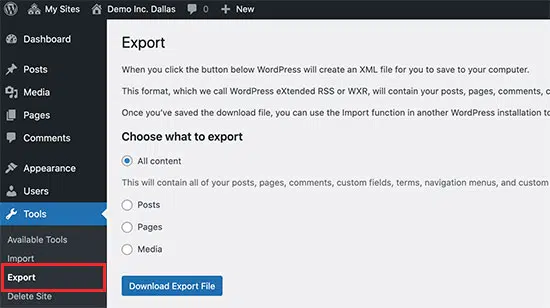 My Sites Demo Inc. Dallas 0 + New
Dashboard
Posts
Media
Pages
Comments
Appearance
Users
Tools
Available Tools
Import
Export
Delete Site
Export
When you click the button below WordPress will create an XML file for you to save to your computer.
This format, which we call WordPress eXtended RSS or WXR, will contain your posts, pages, comments, c
Once you've saved the download file, you can use the Import function in another WordPress installation to
Choose what to export
All content
This will contain all of your posts, pages, comments, custom fields, terms, navigation menus, and custom
Posts
Pages
Media
Download Export File